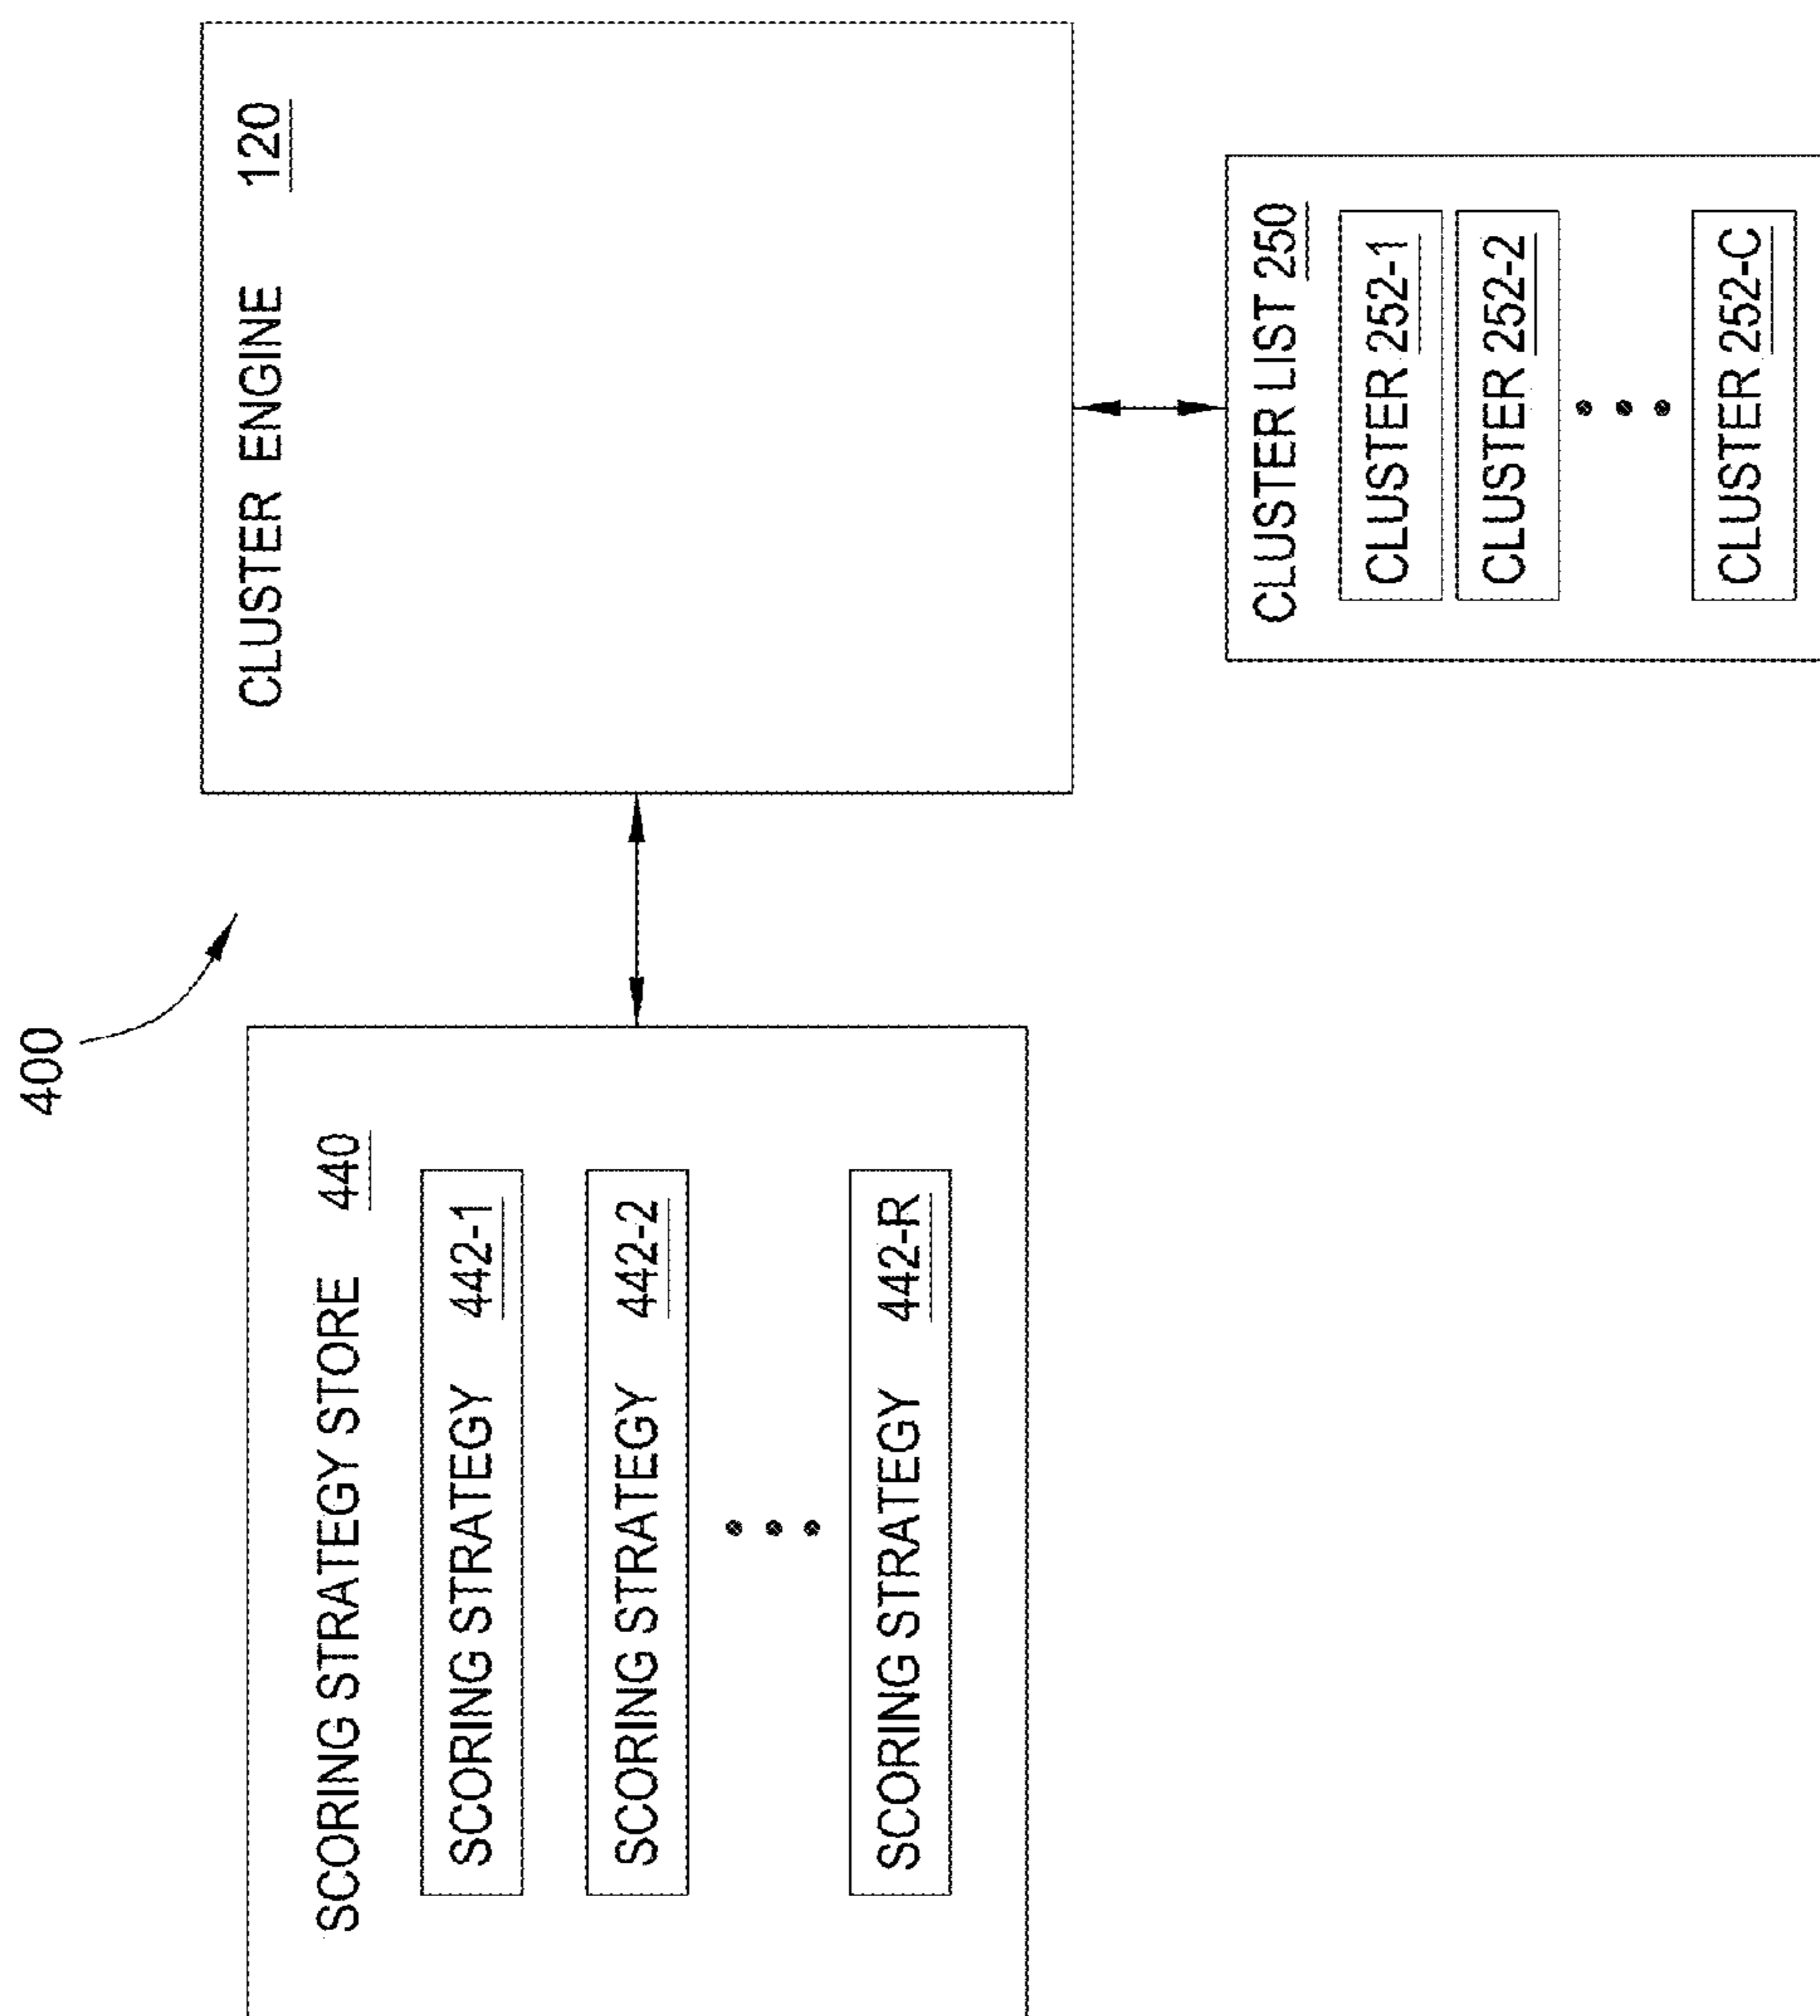 400
SCORING STRATEGY STORE 440
SCORING STRATEGY 442-1
SCORING STRATEGY 442-2
SCORING STRATEGY 442-R
CLUSTER ENGINE 120
CLUSTER LIST 250
CLUSTER 252-1
CLUSTER 252-2
CLUSTER 252-C